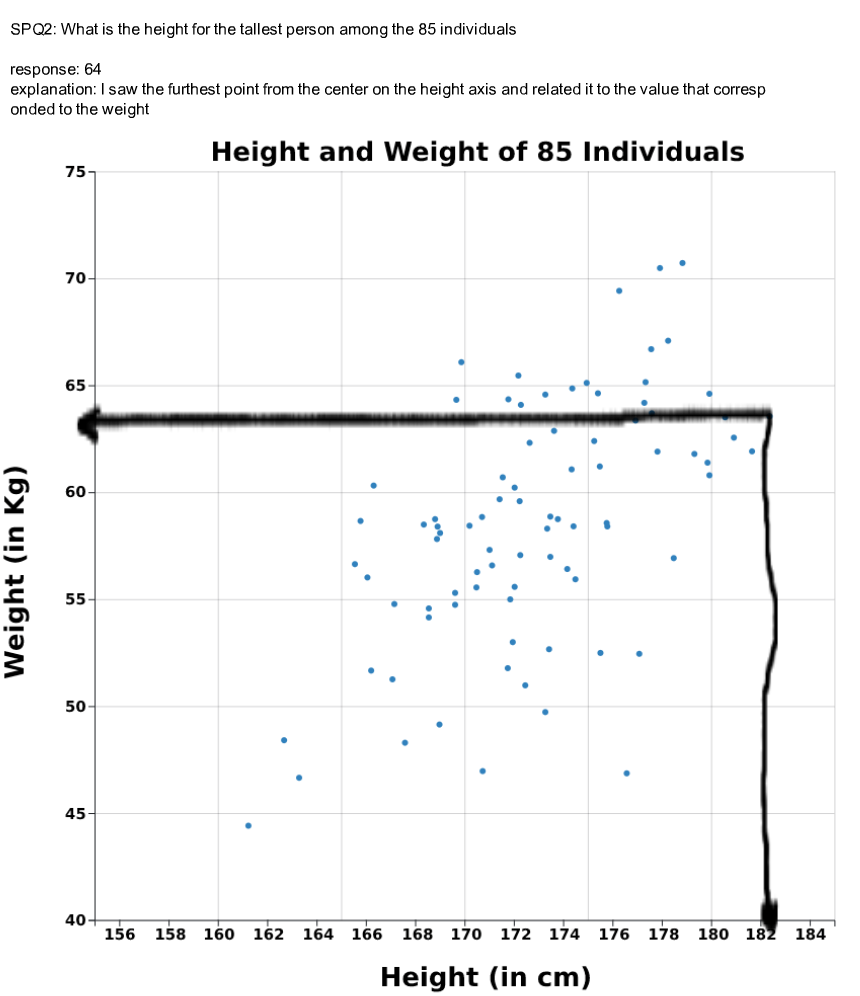 SPQ2: What is the height for the tallest person among the 85 individuals
response: 64
explanation: I saw the furthest point from the center on the height axis and related it to the value that corresp
onded to the weight
Height and Weight of 85 Individuals
75
70
65
60
55
50
45
40
Weight (in Kg)
156 158 160 162 164 166 168 170 172 174 176 178 180 182 184
Height (in cm)